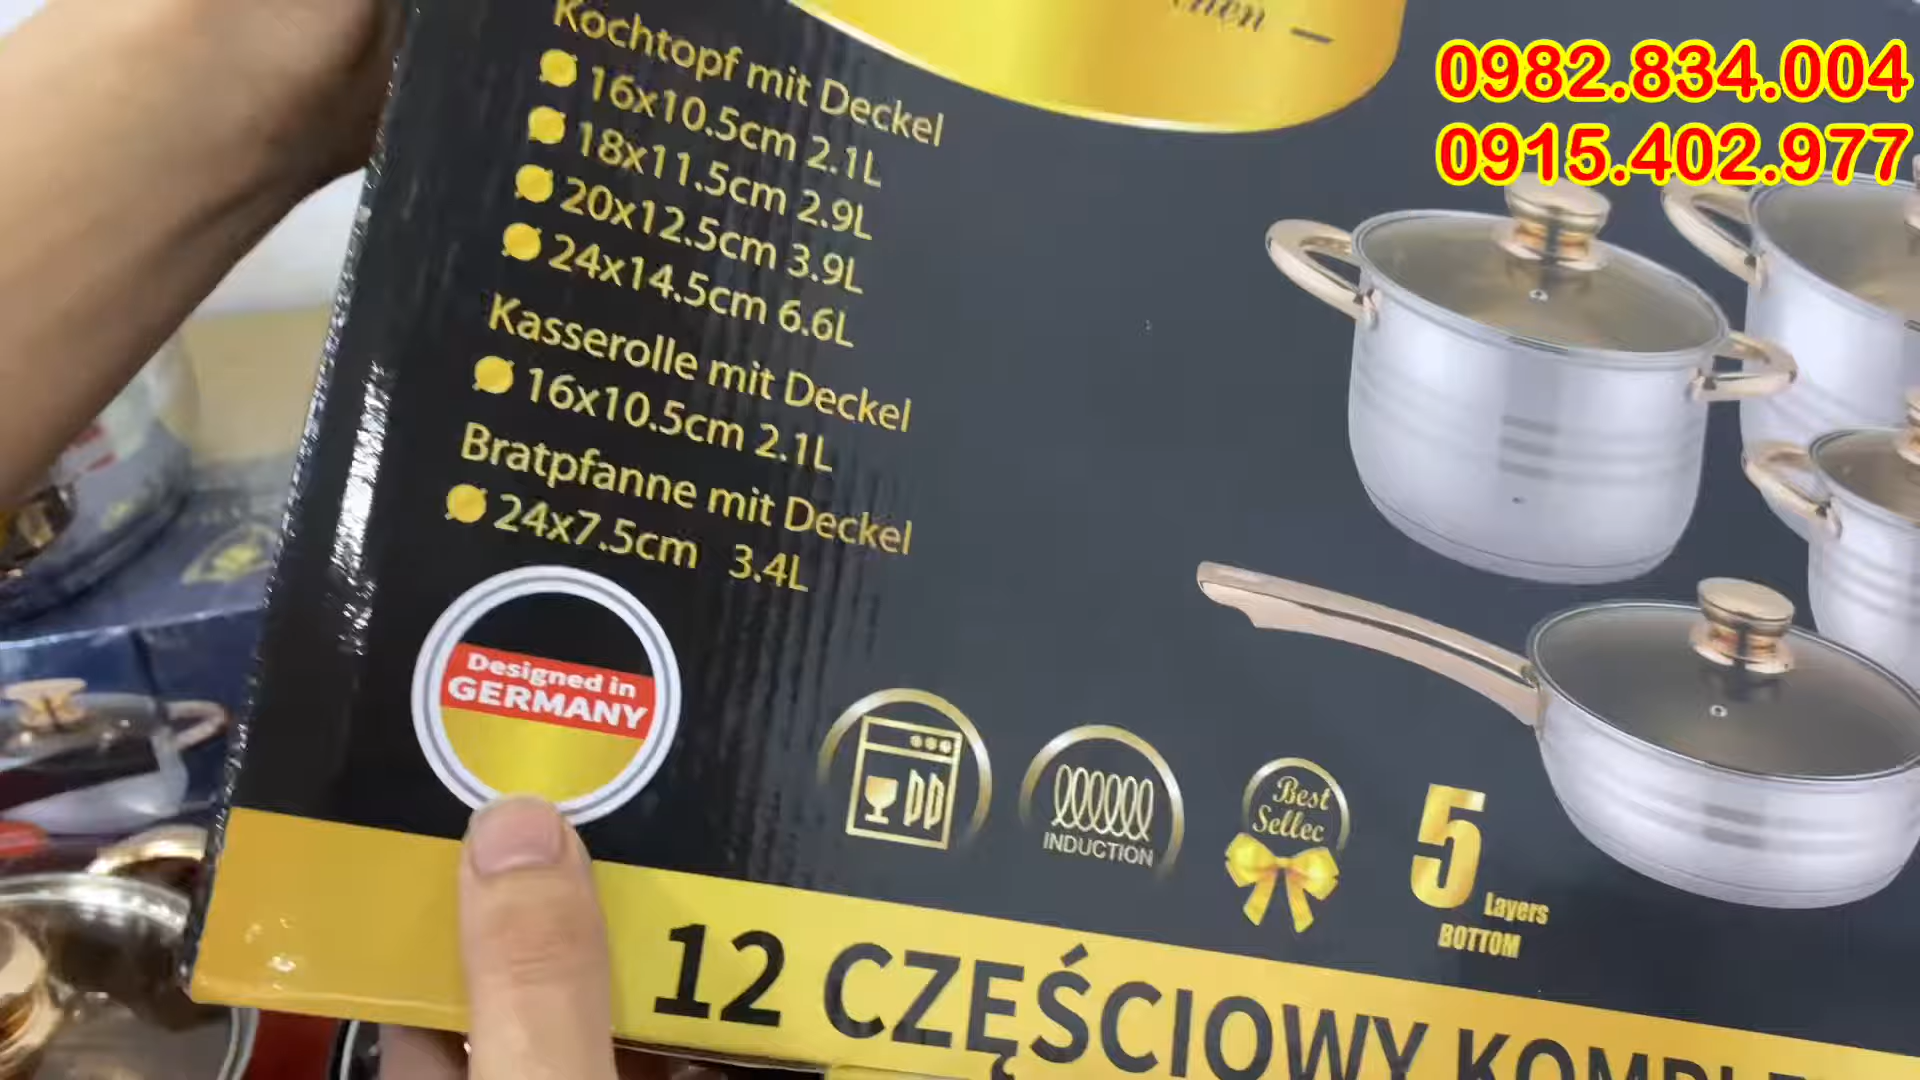 0982.834.004
0915.402.977
Kochtopf mit Deckel
16x10.5cm 2.1L
18x11.5cm 2.9L
20x12.5cm 3.9L
24x14.5cm 6.6L
Kasserolle mit Deckel
16x10.5cm 2.1L
Bratpfanne mit Deckel
24x7.5cm 3.4L
Designed in
GERMANY
INDUCTION
Best
Sellec
5 Layers
BOTTOM
12 CZĘŚCIOWY